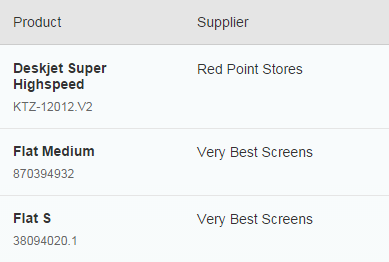 Product Supplier
Deskjet Super Red Point Stores
Highspeed
KTZ-12012.V2
Flat Medium Very Best Screens
870394932
Flat S Very Best Screens
38094020.1